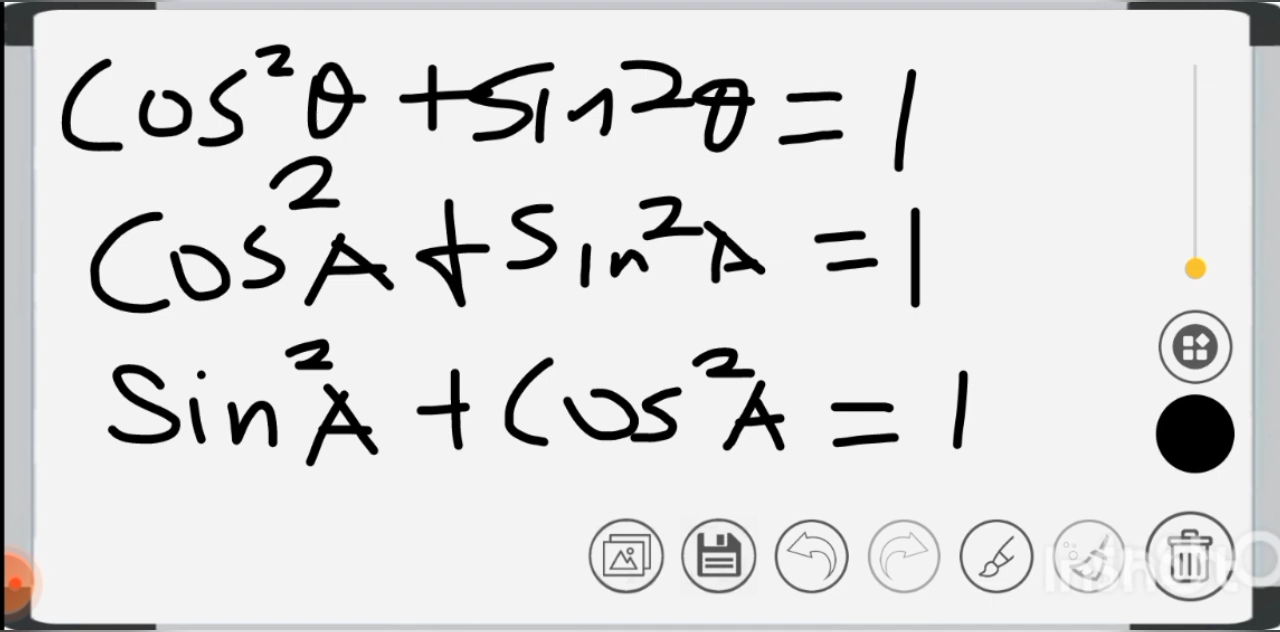 Cos²θ + Sin²θ = 1
Cos²A + Sin²A = 1
Sin²A + Cos²A = 1